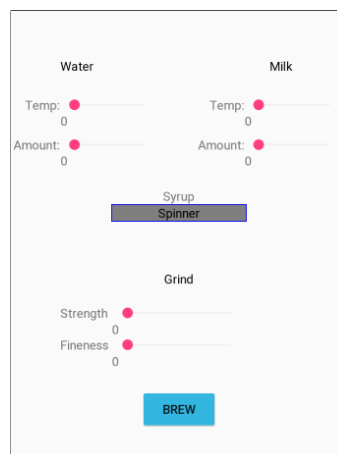 Water Milk
Temp: Temp:
0 0
Amount: Amount:
0 0
Syrup
Spinner
Grind
Strength
0
Fineness
0
BREW